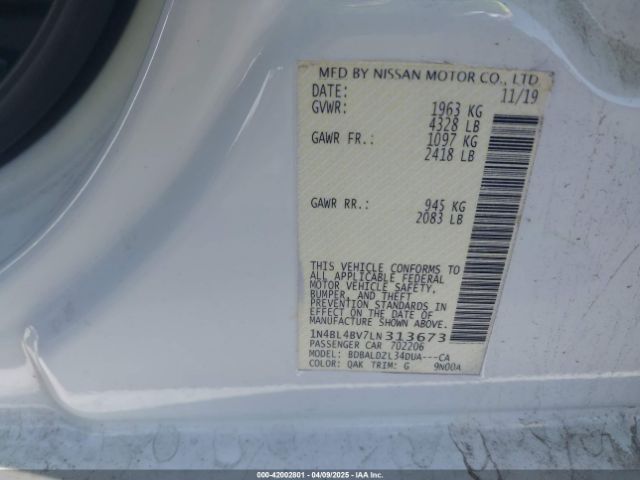 MFD BY NISSAN MOTOR CO., LTD
DATE: 11/19
GVWR: 1963 KG
4328 LB
GAWR FR.: 1097 KG
2418 LB
GAWR RR.: 945 KG
2083 LB
THIS VEHICLE CONFORMS TO
ALL APPLICABLE FEDERAL
MOTOR VEHICLE SAFETY,
BUMPER, AND THEFT
PREVENTION STANDARDS IN
EFFECT ON THE DATE OF
MANUFACTURE SHOWN ABOVE.
1N4BL4BV7LN313673
PASSENGER CAR 702206
MODEL: BDBALDZL34DUA---CA
COLOR: QAK TRIM: G 9N00A
000-42002801 - 04/09/2025 - IAAI Inc.